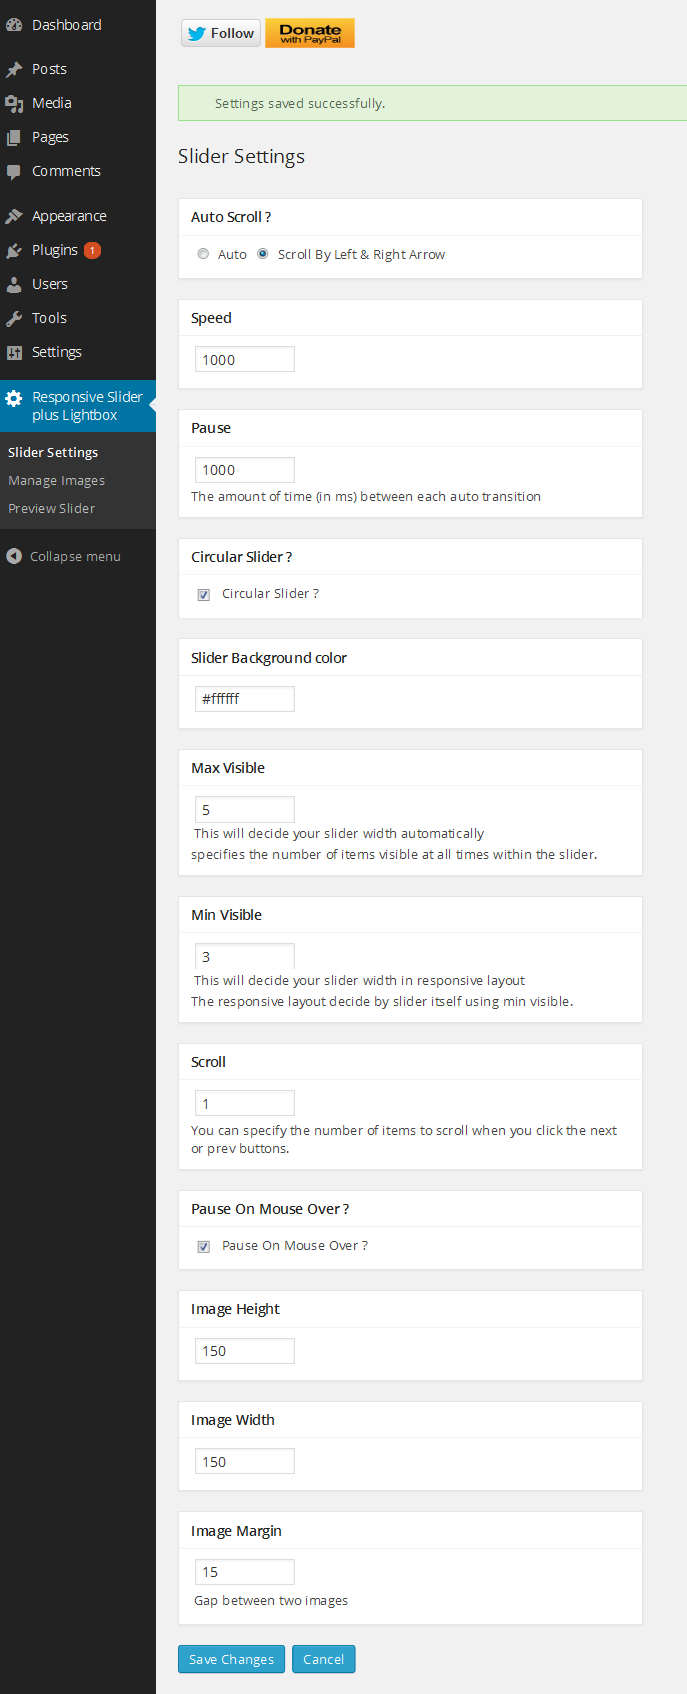 Dashboard
Posts
Media
Pages
Comments
Appearance
Plugins 1
Users
Tools
Settings
Responsive Slider
plus Lightbox
Slider Settings
Manage Images
Preview Slider
Collapse menu
Follow
Donate
with PayPal
Settings saved successfully.
Slider Settings
Auto Scroll ?
Auto Scroll By Left & Right Arrow
Speed
1000
Pause
1000
The amount of time (in ms) between each auto transition
Circular Slider ?
Circular Slider ?
Slider Background color
#ffffff
Max Visible
5
This will decide your slider width automatically
specifies the number of items visible at all times within the slider.
Min Visible
3
This will decide your slider width in responsive layout
The responsive layout decide by slider itself using min visible.
Scroll
1
You can specify the number of items to scroll when you click the next
or prev buttons.
Pause On Mouse Over ?
Pause On Mouse Over ?
Image Height
150
Image Width
150
Image Margin
15
Gap between two images
Save Changes Cancel